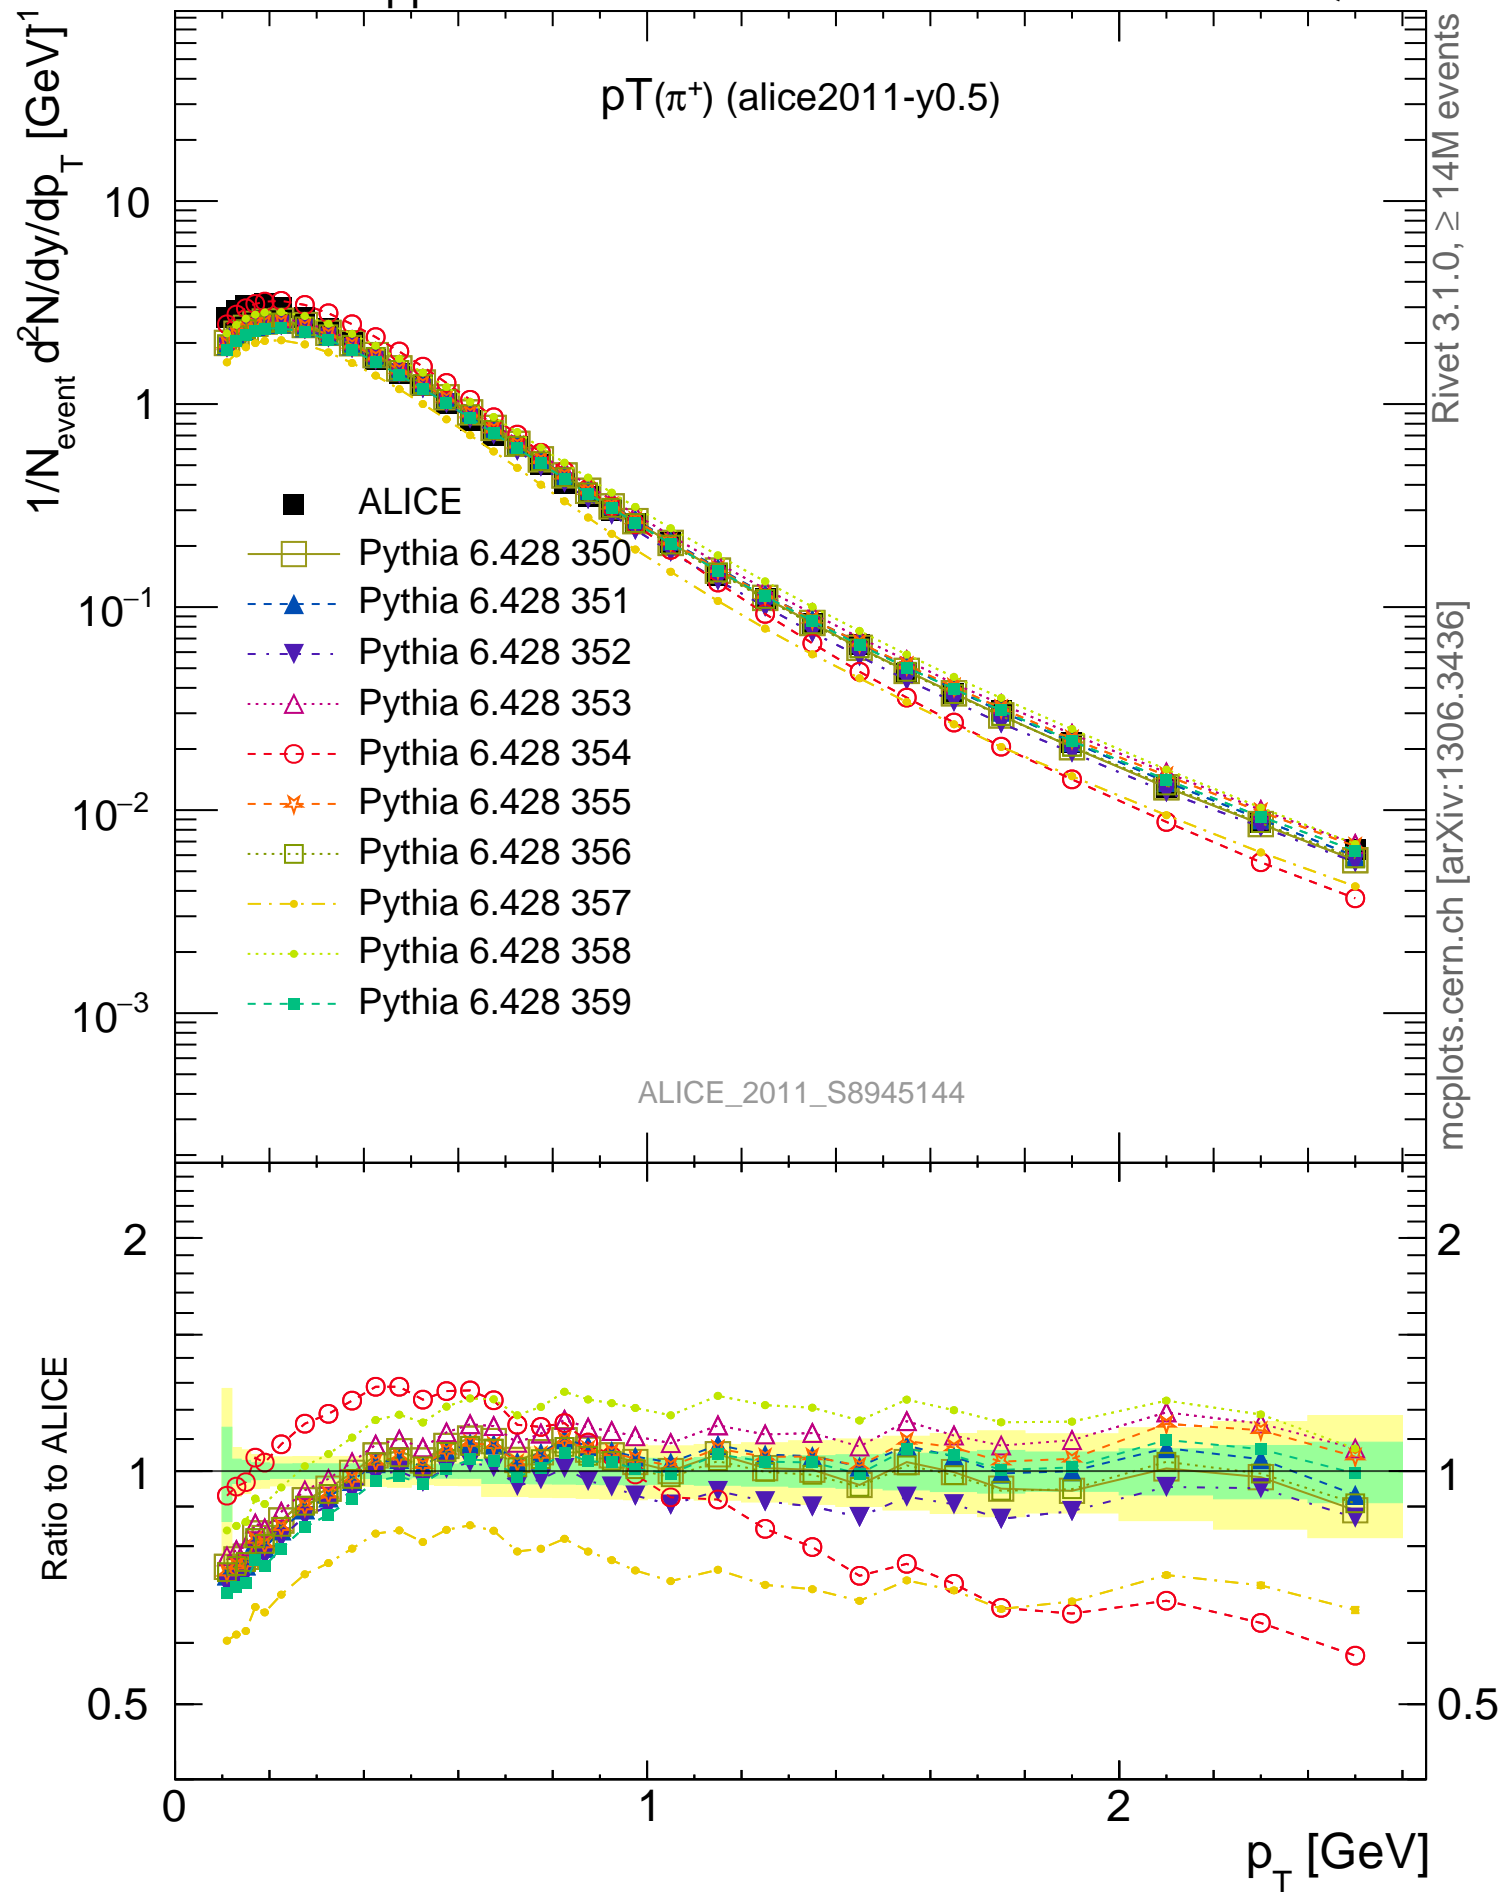 pT(π⁺) (alice2011-y0.5)
1/N_event d²N/dy/dp_T [GeV]⁻¹
10
1
10⁻¹
10⁻²
10⁻³
ALICE
Pythia 6.428 350
Pythia 6.428 351
Pythia 6.428 352
Pythia 6.428 353
Pythia 6.428 354
Pythia 6.428 355
Pythia 6.428 356
Pythia 6.428 357
Pythia 6.428 358
Pythia 6.428 359
ALICE_2011_S8945144
Rivet 3.1.0, ≥ 14M events
mcplots.cern.ch [arXiv:1306.3436]
Ratio to ALICE
2
1
0.5
2
1
0.5
0
1
2
p_T [GeV]